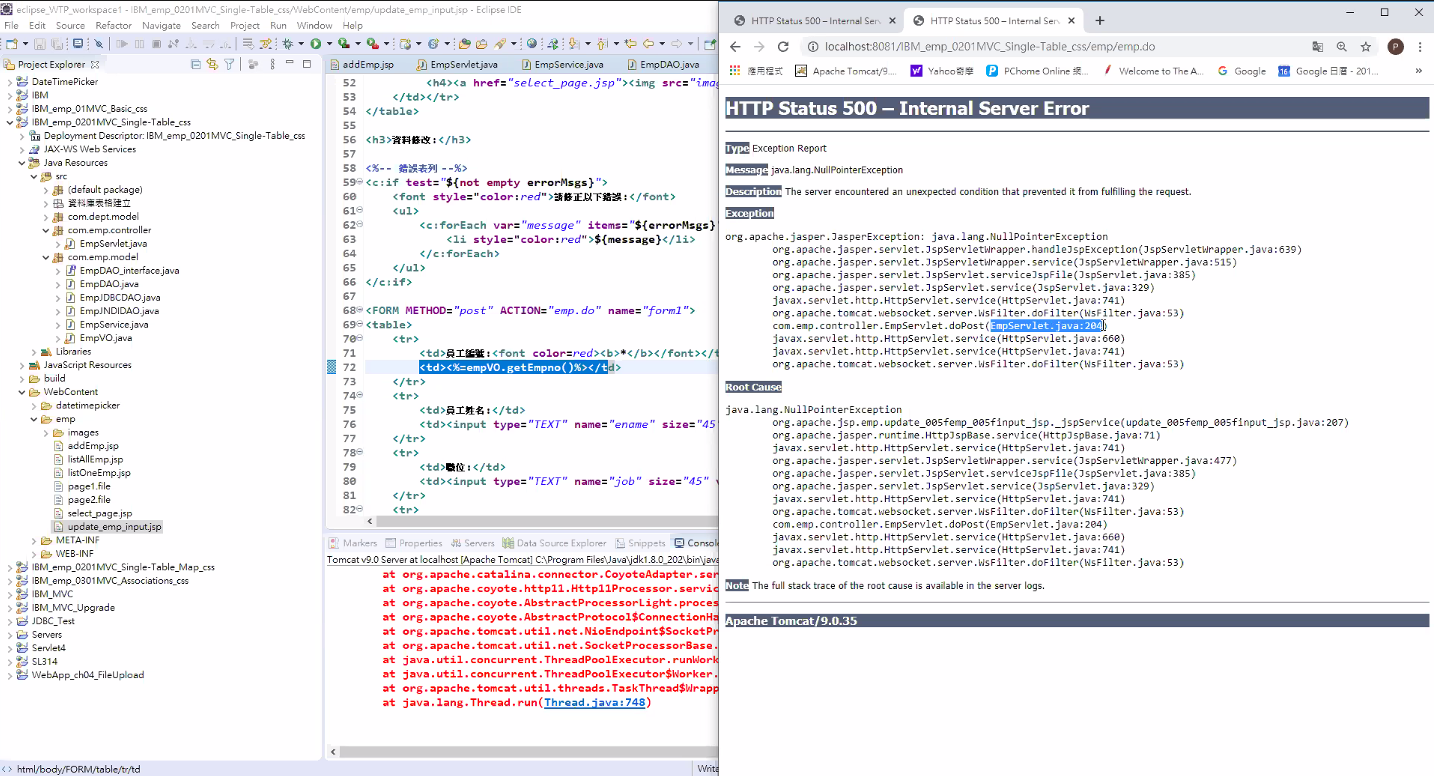 eclipse_WTP_workspace1 - IBM_emp_0201MVC_Single-Table_css/WebContent/emp/update_emp_input.jsp - Eclipse IDE
File Edit Source Refactor Navigate Search Project Run Window Help
Project Explorer
DateTimePicker
IBM
IBM_emp_01MVC_Basic_css
IBM_emp_0201MVC_Single-Table_css
Deployment Descriptor: IBM_emp_0201MVC_Single-Table_css
JAX-WS Web Services
Java Resources
src
(default package)
資料庫表格建立
com.dept.model
com.emp.controller
EmpServlet.java
com.emp.model
EmpDAO_interface.java
EmpDAO.java
EmpJDBCDAO.java
EmpJNDIDAO.java
EmpService.java
EmpVO.java
Libraries
JavaScript Resources
build
WebContent
datetimepicker
emp
images
addEmp.jsp
listAllEmp.jsp
listOneEmp.jsp
page1.file
page2.file
select_page.jsp
update_emp_input.jsp
META-INF
WEB-INF
IBM_emp_0201MVC_Single-Table_Map_css
IBM_emp_0301MVC_Associations_css
IBM_MVC
IBM_MVC_Upgrade
JDBC_Test
Servers
Servlet4
SL314
WebApp_ch04_FileUpload
html/body/FORM/table/tr/td
addEmp.jsp EmpServlet.java EmpService.java EmpDAO.java
52 <h4><a href="select_page.jsp"><img src="imag
53 </td></tr>
54 </table>
55
56 <h3>資料修改:</h3>
57
58 <%-- 錯誤表列 --%>
59 <c:if test="${not empty errorMsgs}">
60 <font style="color:red">請修正以下錯誤:</font>
61 <ul>
62 <c:forEach var="message" items="${errorMsgs}"
63 <li style="color:red">${message}</li>
64 </c:forEach>
65 </ul>
66 </c:if>
67
68 <FORM METHOD="post" ACTION="emp.do" name="form1">
69 <table>
70 <tr>
71 <td>員工編號:<font color=red><b>*</b></font></t
72 <td><%=empVO.getEmpno()%></td>
73 </tr>
74 <tr>
75 <td>員工姓名:</td>
76 <td><input type="TEXT" name="ename" size="45"
77 </tr>
78 <tr>
79 <td>職位:</td>
80 <td><input type="TEXT" name="job" size="45" v
81 </tr>
82 <tr>
Markers Properties Servers Data Source Explorer Snippets Console
Tomcat v9.0 Server at localhost [Apache Tomcat] C:\Program Files\Java\jdk1.8.0_202\bin\java
at org.apache.catalina.connector.CoyoteAdapter.ser
at org.apache.coyote.http11.Http11Processor.servic
at org.apache.coyote.AbstractProcessorLight.proces
at org.apache.coyote.AbstractProtocol$ConnectionHa
at org.apache.tomcat.util.net.NioEndpoint$SocketPr
at org.apache.tomcat.util.net.SocketProcessorBase.
at java.util.concurrent.ThreadPoolExecutor.runWork
at java.util.concurrent.ThreadPoolExecutor$Worker.
at org.apache.tomcat.util.threads.TaskThread$Wrapp
at java.lang.Thread.run(Thread.java:748)
Write
HTTP Status 500 – Internal Serv HTTP Status 500 – Internal Serv
localhost:8081/IBM_emp_0201MVC_Single-Table_css/emp/emp.do P
應用程式 Apache Tomcat/9.... Yahoo奇摩 PChome Online 網... Welcome to The A... Google Google 日曆 - 201...
HTTP Status 500 – Internal Server Error
Type Exception Report
Message java.lang.NullPointerException
Description The server encountered an unexpected condition that prevented it from fulfilling the request.
Exception
org.apache.jasper.JasperException: java.lang.NullPointerException
org.apache.jasper.servlet.JspServletWrapper.handleJspException(JspServletWrapper.java:639)
org.apache.jasper.servlet.JspServletWrapper.service(JspServletWrapper.java:515)
org.apache.jasper.servlet.JspServlet.serviceJspFile(JspServlet.java:385)
org.apache.jasper.servlet.JspServlet.service(JspServlet.java:329)
javax.servlet.http.HttpServlet.service(HttpServlet.java:741)
org.apache.tomcat.websocket.server.WsFilter.doFilter(WsFilter.java:53)
com.emp.controller.EmpServlet.doPost(EmpServlet.java:204)
javax.servlet.http.HttpServlet.service(HttpServlet.java:660)
javax.servlet.http.HttpServlet.service(HttpServlet.java:741)
org.apache.tomcat.websocket.server.WsFilter.doFilter(WsFilter.java:53)
Root Cause
java.lang.NullPointerException
org.apache.jsp.emp.update_005femp_005finput_jsp._jspService(update_005femp_005finput_jsp.java:207)
org.apache.jasper.runtime.HttpJspBase.service(HttpJspBase.java:71)
javax.servlet.http.HttpServlet.service(HttpServlet.java:741)
org.apache.jasper.servlet.JspServletWrapper.service(JspServletWrapper.java:477)
org.apache.jasper.servlet.JspServlet.serviceJspFile(JspServlet.java:385)
org.apache.jasper.servlet.JspServlet.service(JspServlet.java:329)
javax.servlet.http.HttpServlet.service(HttpServlet.java:741)
org.apache.tomcat.websocket.server.WsFilter.doFilter(WsFilter.java:53)
com.emp.controller.EmpServlet.doPost(EmpServlet.java:204)
javax.servlet.http.HttpServlet.service(HttpServlet.java:660)
javax.servlet.http.HttpServlet.service(HttpServlet.java:741)
org.apache.tomcat.websocket.server.WsFilter.doFilter(WsFilter.java:53)
Note The full stack trace of the root cause is available in the server logs.
Apache Tomcat/9.0.35